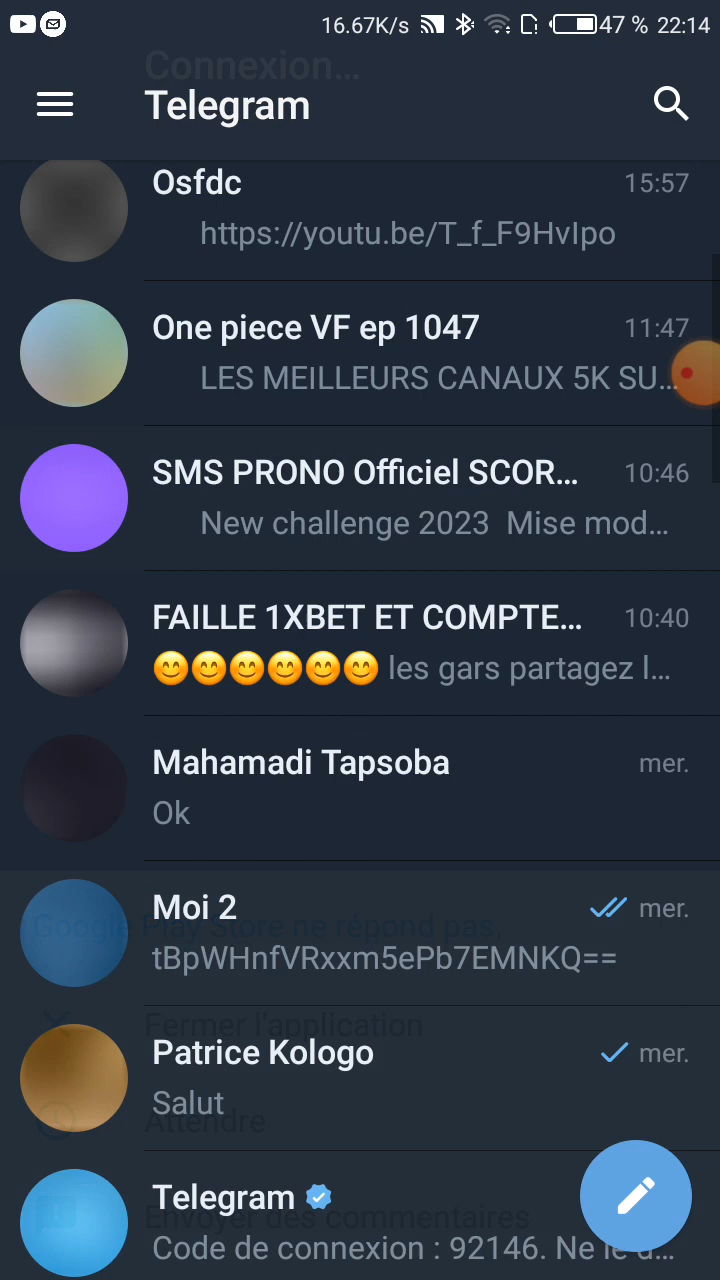 16.67K/s 47 % 22:14
Connexion...
Telegram
Osfdc 15:57
https://youtu.be/T_f_F9HvIpo
One piece VF ep 1047 11:47
LES MEILLEURS CANAUX 5K SU...
SMS PRONO Officiel SCOR... 10:46
New challenge 2023 Mise mod...
FAILLE 1XBET ET COMPTE... 10:40
😊😊😊😊😊😊 les gars partagez l...
Mahamadi Tapsoba mer.
Ok
Moi 2 mer.
Google Play Store ne répond pas.
tBpWHnfVRxxm5ePb7EMNKQ==
Fermer l'application
Patrice Kologo mer.
Salut
Attendre
Telegram
Envoyer des commentaires
Code de connexion : 92146. Ne le d...